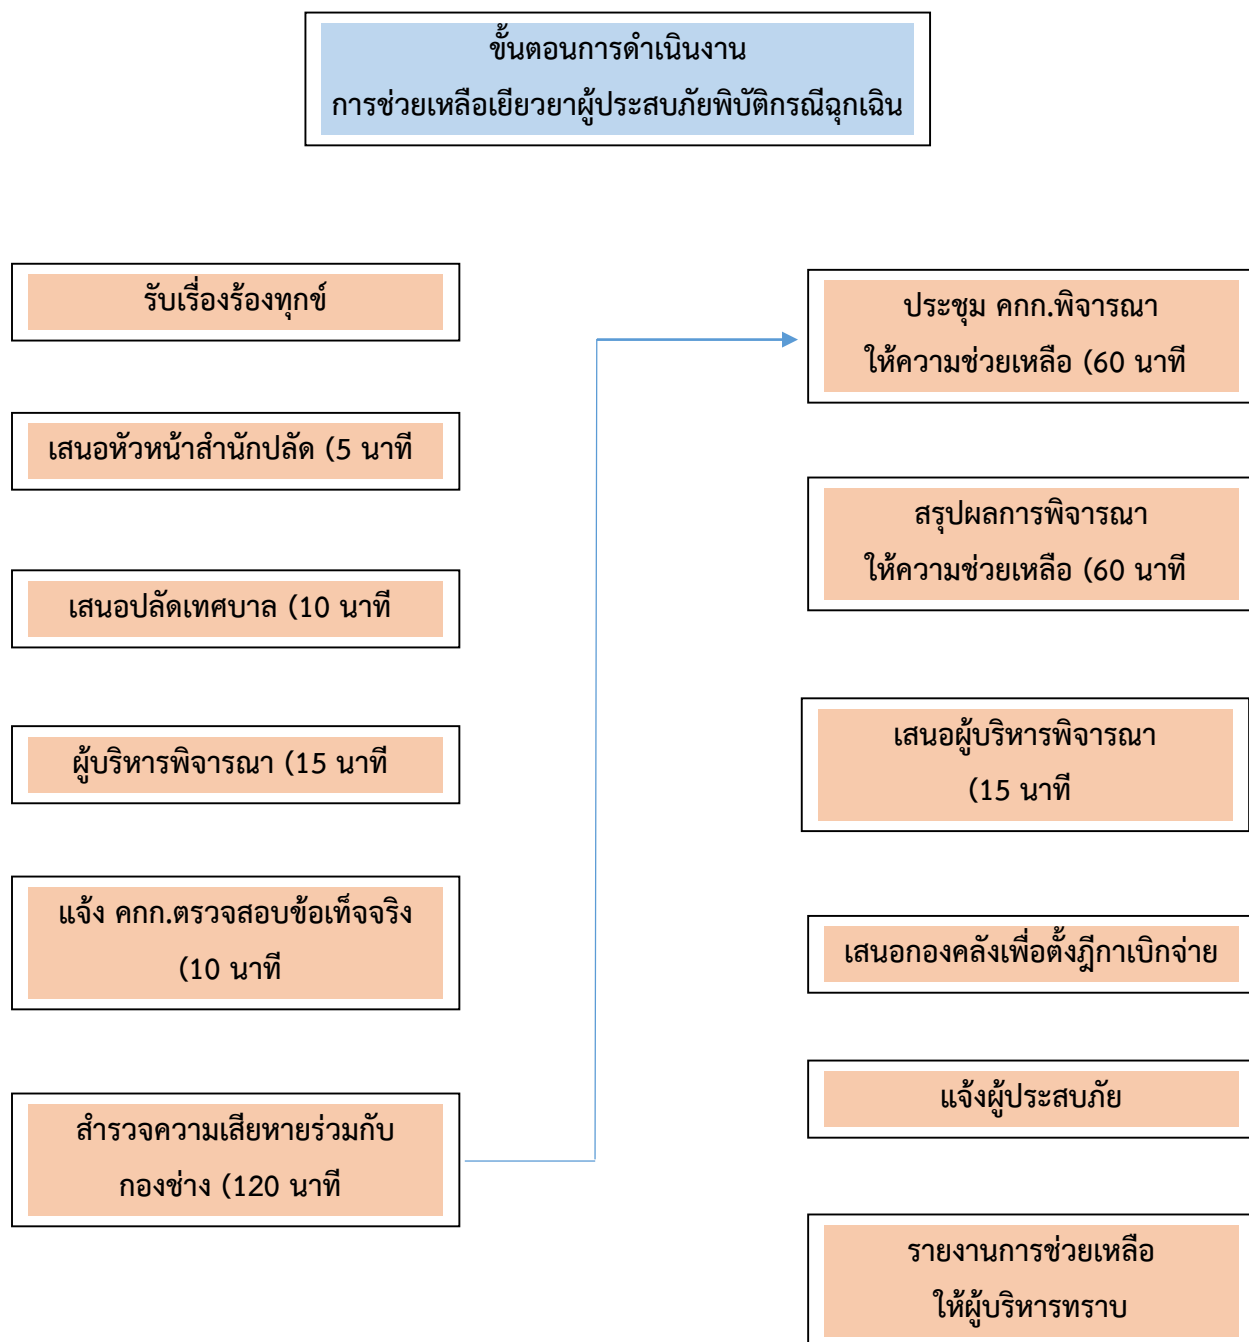 ขั้นตอนการดำเนินงาน
การช่วยเหลือเยียวยาผู้ประสบภัยพิบัติกรณีฉุกเฉิน
รับเรื่องร้องทุกข์
เสนอหัวหน้าสำนักปลัด (5 นาที
เสนอปลัดเทศบาล (10 นาที
ผู้บริหารพิจารณา (15 นาที
แจ้ง คกก.ตรวจสอบข้อเท็จจริง
(10 นาที
สำรวจความเสียหายร่วมกับ
กองช่าง (120 นาที
ประชุม คกก.พิจารณา
ให้ความช่วยเหลือ (60 นาที
สรุปผลการพิจารณา
ให้ความช่วยเหลือ (60 นาที
เสนอผู้บริหารพิจารณา
(15 นาที
เสนอกองคลังเพื่อตั้งฎีกาเบิกจ่าย
แจ้งผู้ประสบภัย
รายงานการช่วยเหลือ
ให้ผู้บริหารทราบ